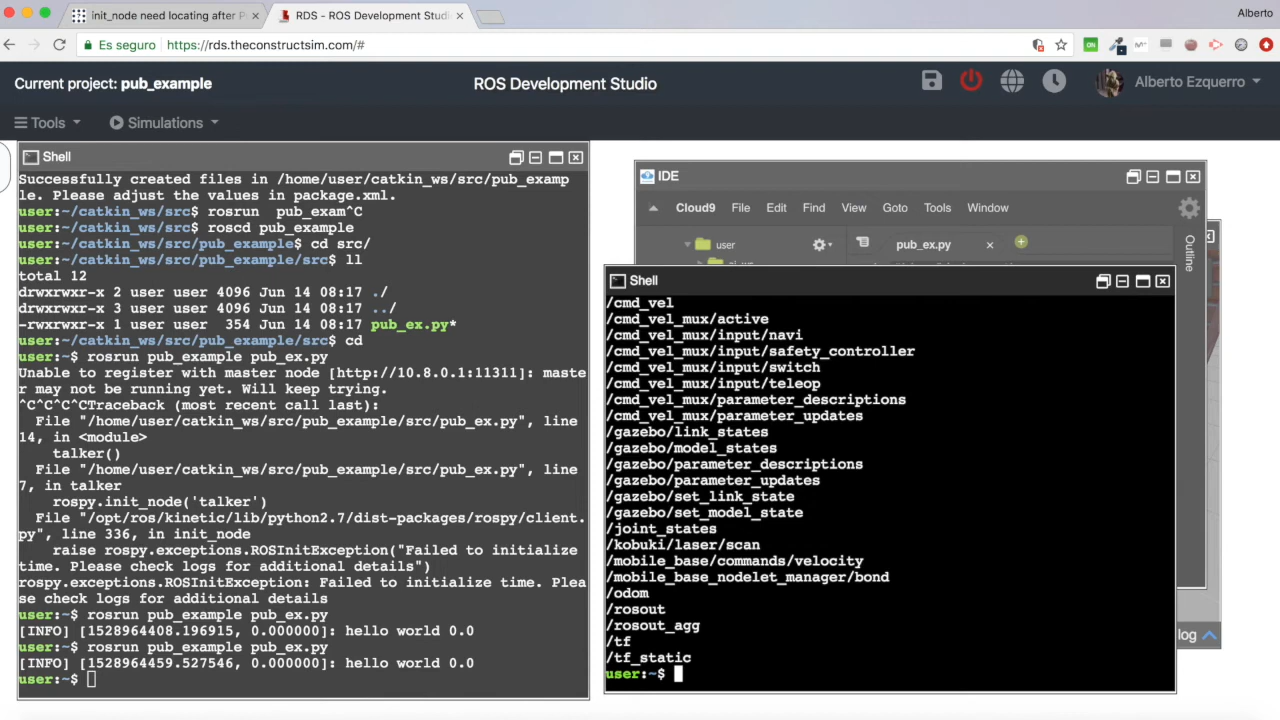 init_node need locating after P
RDS - ROS Development Studi
Alberto
Es seguro
https://rds.theconstructsim.com/#
Current project: pub_example
ROS Development Studio
Alberto Ezquerro
Tools
Simulations
Shell
Successfully created files in /home/user/catkin_ws/src/pub_examp
le. Please adjust the values in package.xml.
user:~/catkin_ws/src$ rosrun  pub_exam^C
user:~/catkin_ws/src$ roscd pub_example
user:~/catkin_ws/src/pub_example$ cd src/
user:~/catkin_ws/src/pub_example/src$ ll
total 12
drwxrwxr-x 2 user user 4096 Jun 14 08:17 ./
drwxrwxr-x 3 user user 4096 Jun 14 08:17 ../
-rwxrwxr-x 1 user user  354 Jun 14 08:17 pub_ex.py*
user:~/catkin_ws/src/pub_example/src$ cd
user:~$ rosrun pub_example pub_ex.py
Unable to register with master node [http://10.8.0.1:11311]: maste
r may not be running yet. Will keep trying.
^C^C^C^CTraceback (most recent call last):
  File "/home/user/catkin_ws/src/pub_example/src/pub_ex.py", line
14, in <module>
    talker()
  File "/home/user/catkin_ws/src/pub_example/src/pub_ex.py", line
7, in talker
    rospy.init_node('talker')
  File "/opt/ros/kinetic/lib/python2.7/dist-packages/rospy/client.
py", line 336, in init_node
    raise rospy.exceptions.ROSInitException("Failed to initialize
time. Please check logs for additional details")
rospy.exceptions.ROSInitException: Failed to initialize time. Plea
se check logs for additional details
user:~$ rosrun pub_example pub_ex.py
[INFO] [1528964408.196915, 0.000000]: hello world 0.0
user:~$ rosrun pub_example pub_ex.py
[INFO] [1528964459.527546, 0.000000]: hello world 0.0
user:~$
IDE
Cloud9 File Edit Find View Goto Tools Window
user
pub_ex.py
Outline
Shell
/cmd_vel
/cmd_vel_mux/active
/cmd_vel_mux/input/navi
/cmd_vel_mux/input/safety_controller
/cmd_vel_mux/input/switch
/cmd_vel_mux/input/teleop
/cmd_vel_mux/parameter_descriptions
/cmd_vel_mux/parameter_updates
/gazebo/link_states
/gazebo/model_states
/gazebo/parameter_descriptions
/gazebo/parameter_updates
/gazebo/set_link_state
/gazebo/set_model_state
/joint_states
/kobuki/laser/scan
/mobile_base/commands/velocity
/mobile_base_nodelet_manager/bond
/odom
/rosout
/rosout_agg
/tf
/tf_static
user:~$
log